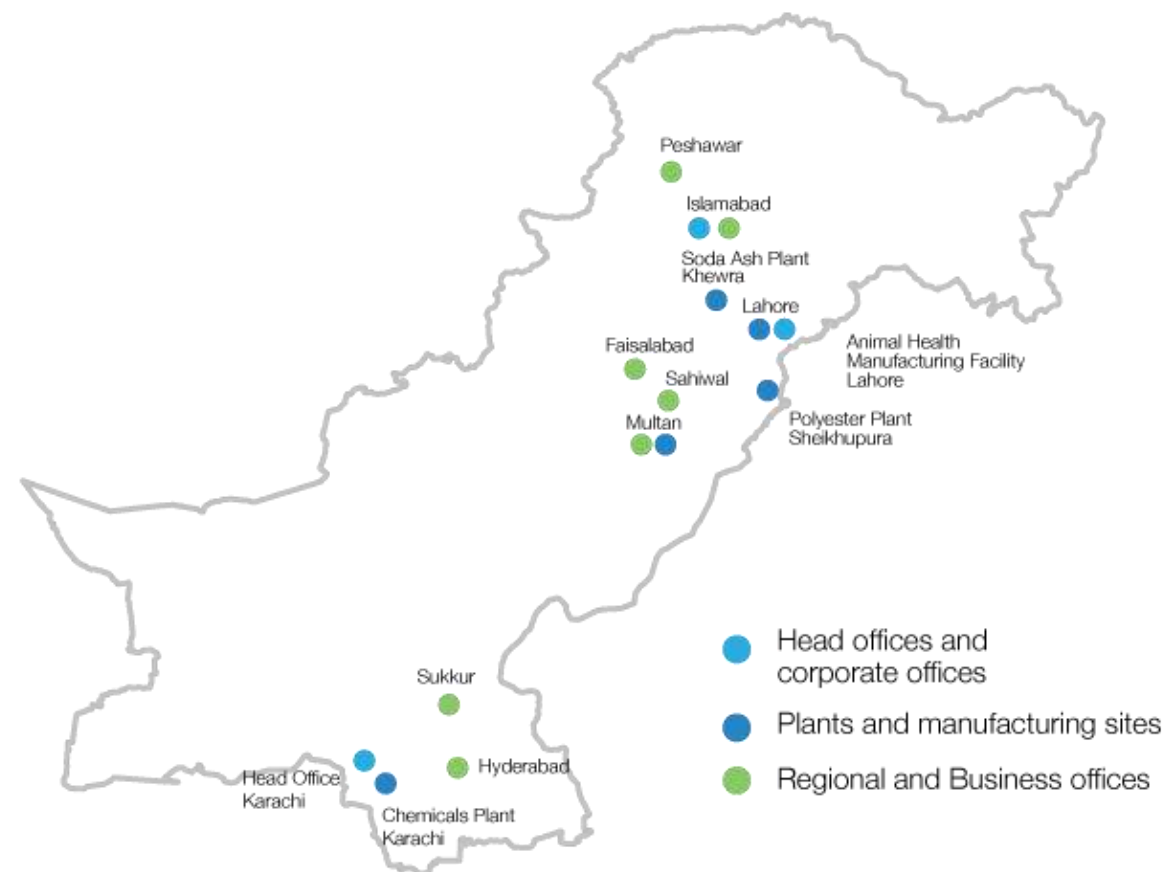 Peshawar
Islamabad
Soda Ash Plant
Khewra
Lahore
Animal Health
Manufacturing Facility
Lahore
Faisalabad
Sahiwal
Polyester Plant
Sheikhupura
Multan
Head offices and
corporate offices
Plants and manufacturing sites
Regional and Business offices
Sukkur
Hyderabad
Head Office
Karachi
Chemicals Plant
Karachi